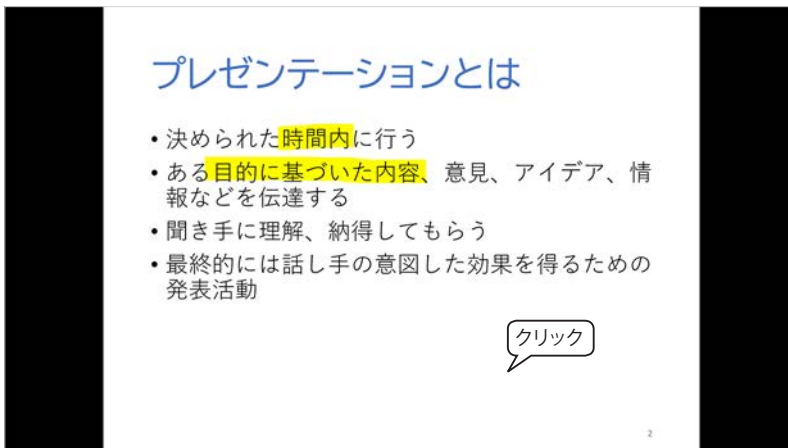 プレゼンテーションとは
• 決められた時間内に行う
• ある目的に基づいた内容、意見、アイデア、情
報などを伝達する
• 聞き手に理解、納得してもらう
• 最終的には話し手の意図した効果を得るための
発表活動
クリック
2